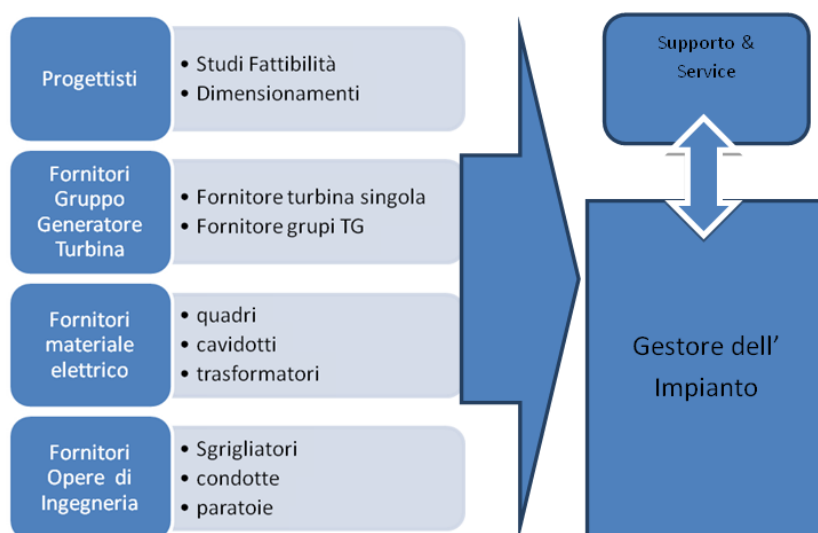 Progettisti
• Studi Fattibilità
• Dimensionamenti
Fornitori
Gruppo
Generatore
Turbina
• Fornitore turbina singola
• Fornitore grupi TG
Fornitori
materiale
elettrico
• quadri
• cavidotti
• trasformatori
Fornitori
Opere di
Ingegneria
• Sgrigliatori
• condotte
• paratoie
Supporto &
Service
Gestore dell'
Impianto